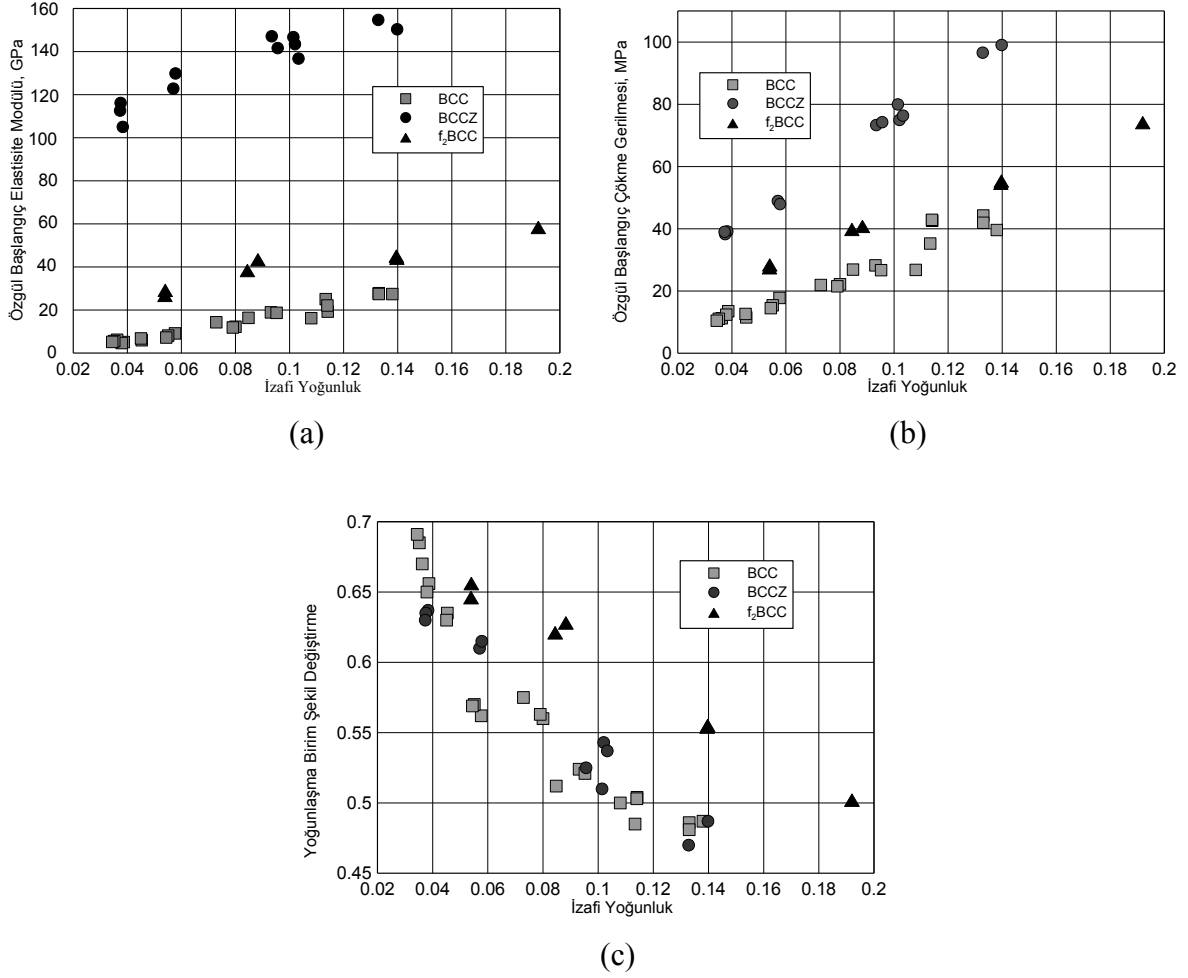 Özgül Başlangıç Elastisite Modülü, GPa
160
140
120
100
80
60
40
20
0
BCC
BCCZ
f₂BCC
0.02 0.04 0.06 0.08 0.1 0.12 0.14 0.16 0.18 0.2
İzafi Yoğunluk
(a)
Özgül Başlangıç Çökme Gerilmesi, MPa
100
80
60
40
20
0
BCC
BCCZ
f₂BCC
0.02 0.04 0.06 0.08 0.1 0.12 0.14 0.16 0.18 0.2
İzafi Yoğunluk
(b)
Yoğunlaşma Birim Şekil Değiştirme
0.7
0.65
0.6
0.55
0.5
0.45
BCC
BCCZ
f₂BCC
0.02 0.04 0.06 0.08 0.1 0.12 0.14 0.16 0.18 0.2
İzafi Yoğunluk
(c)